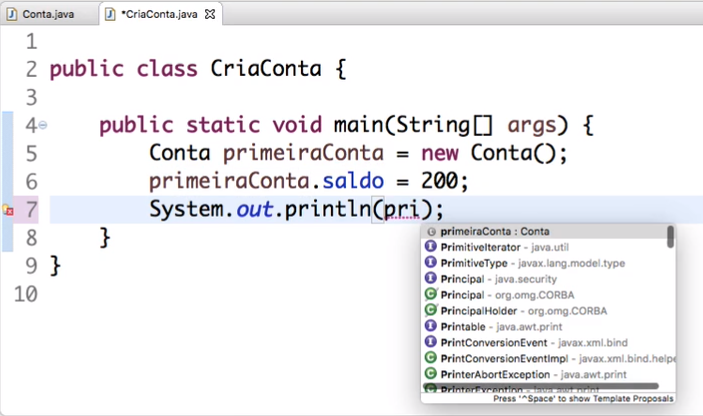 Conta.java *CriaConta.java
1
2 public class CriaConta {
3
4 public static void main(String[] args) {
5 Conta primeiraConta = new Conta();
6 primeiraConta.saldo = 200;
7 System.out.println(pri);
8 }
9 }
10
primeiraConta : Conta
PrimitiveIterator - java.util
PrimitiveType - javax.lang.model.type
Principal - java.security
Principal - org.omg.CORBA
PrincipalHolder - org.omg.CORBA
Printable - java.awt.print
PrintConversionEvent - javax.xml.bind
PrintConversionEventImpl - javax.xml.bind.helpe
PrinterAbortException - java.awt.print
PrinterException - java.awt.print
Press '^Space' to show Template Proposals